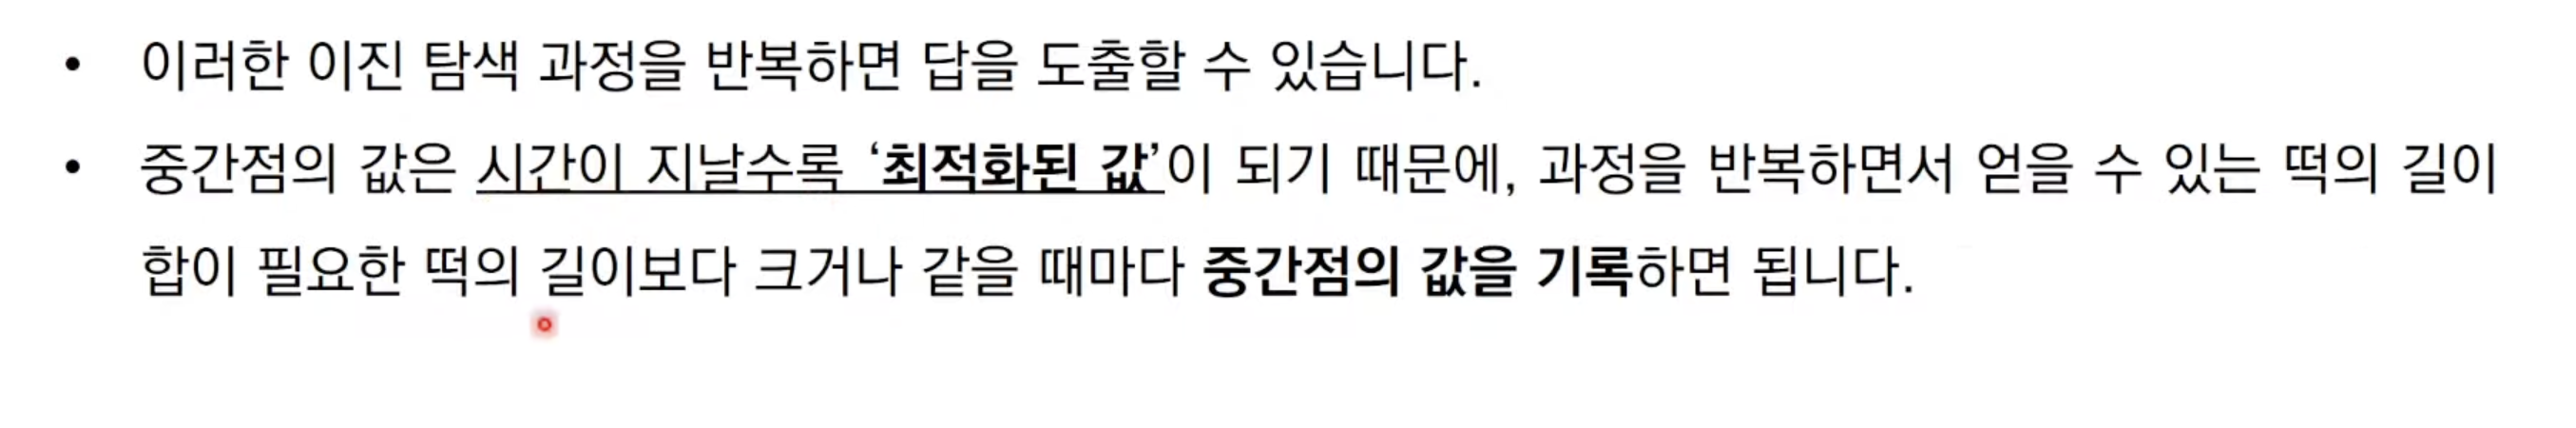 • 이러한 이진 탐색 과정을 반복하면 답을 도출할 수 있습니다.
• 중간점의 값은 시간이 지날수록 ‘최적화된 값’이 되기 때문에, 과정을 반복하면서 얻을 수 있는 떡의 길이
합이 필요한 떡의 길이보다 크거나 같을 때마다 중간점의 값을 기록하면 됩니다.